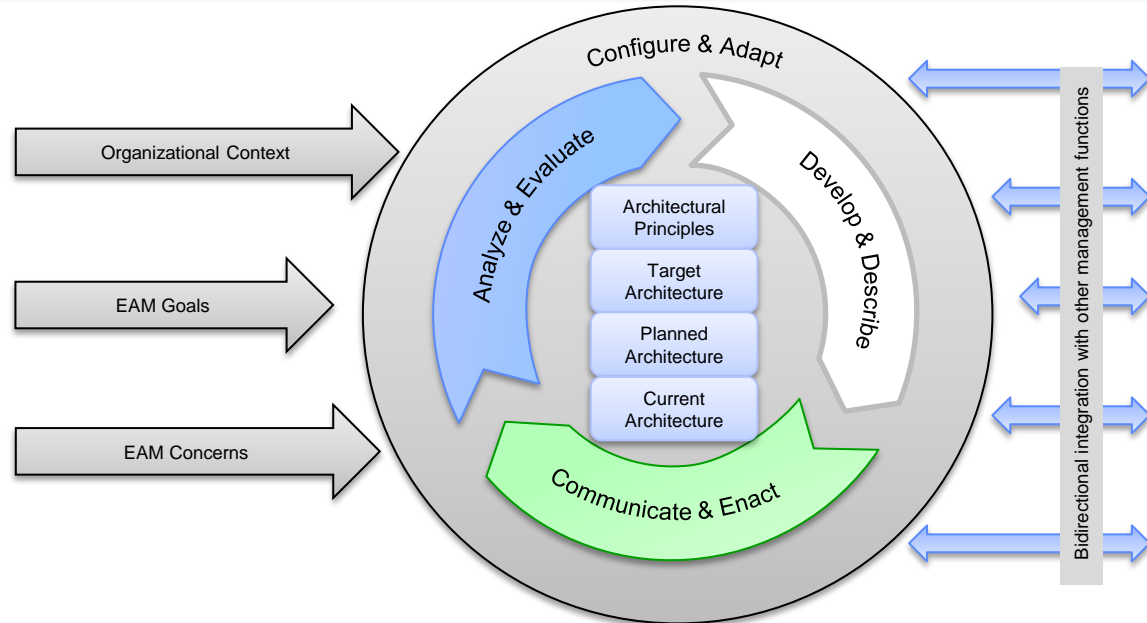 Configure & Adapt
Organizational Context
EAM Goals
EAM Concerns
Analyze & Evaluate
Develop & Describe
Communicate & Enact
Architectural
Principles
Target
Architecture
Planned
Architecture
Current
Architecture
Bidirectional integration with other management functions